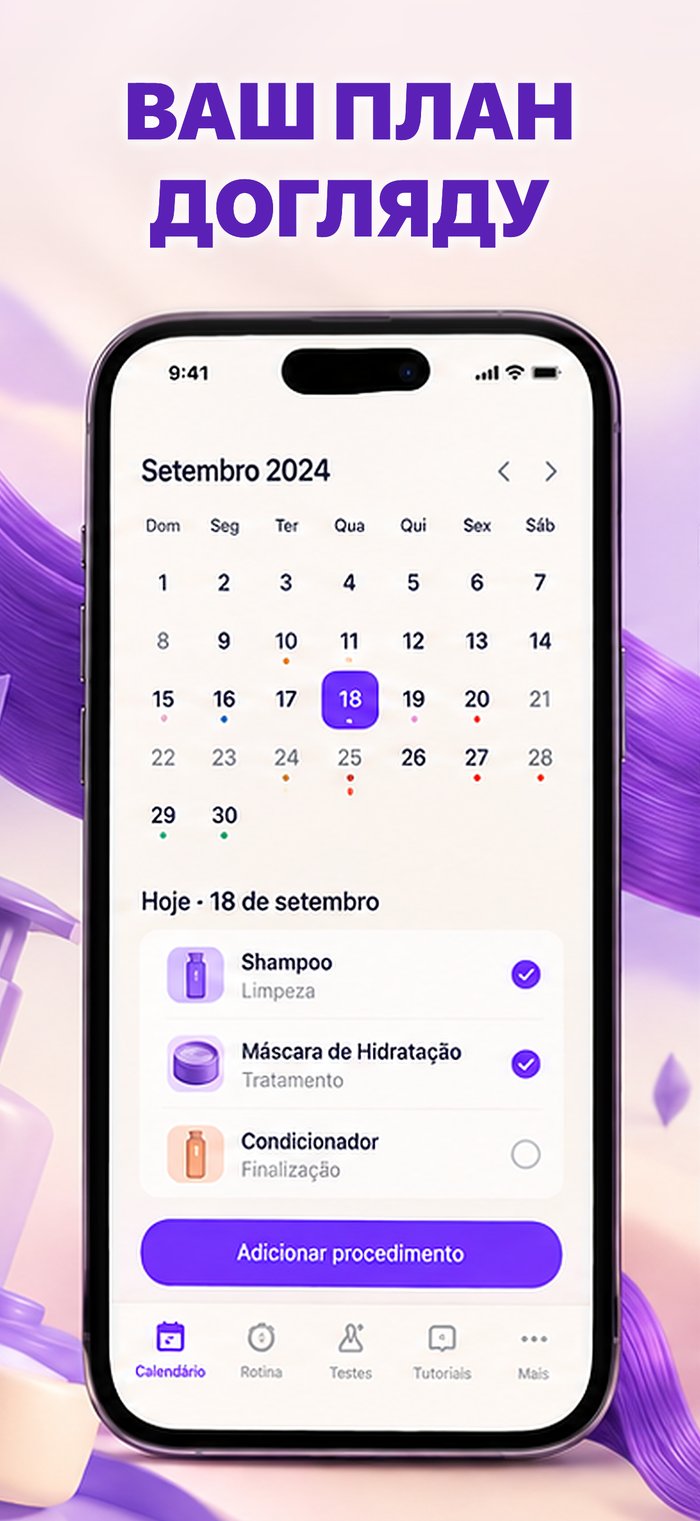 ВАШ ПЛАН
ДОГЛЯДУ
9:41
Setembro 2024
Dom Seg Ter Qua Qui Sex Sáb
1 2 3 4 5 6 7
8 9 10 11 12 13 14
15 16 17 18 19 20 21
22 23 24 25 26 27 28
29 30
Hoje · 18 de setembro
Shampoo
Limpeza
Máscara de Hidratação
Tratamento
Condicionador
Finalização
Adicionar procedimento
Calendário Rotina Testes Tutoriais Mais